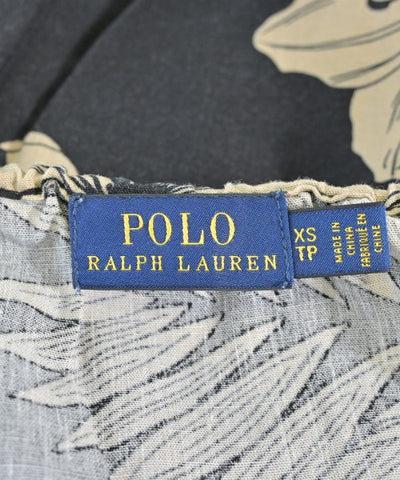 POLO
RALPH LAUREN
XS
TP
MADE IN
CHINA
FABRIQUÉ EN
CHINE